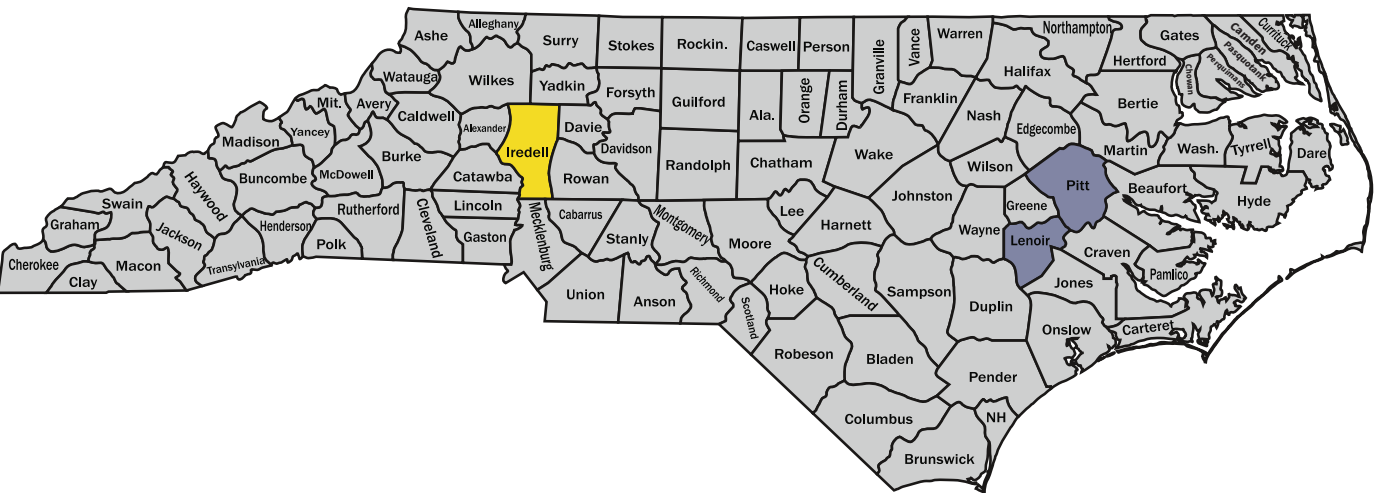 Alleghany
Ashe
Surry
Stokes
Rockin.
Caswell
Person
Granville
Vance
Warren
Northampton
Gates
Camden
Currituck
Pasquotank
Perquimans
Chowan
Hertford
Halifax
Watauga
Wilkes
Yadkin
Forsyth
Guilford
Ala.
Orange
Durham
Franklin
Nash
Bertie
Mit.
Avery
Caldwell
Alexander
Iredell
Davie
Davidson
Edgecombe
Martin
Wash.
Tyrrell
Dare
Madison
Yancey
Burke
Catawba
Rowan
Randolph
Chatham
Wake
Wilson
Pitt
Beaufort
Hyde
Haywood
Buncombe
McDowell
Swain
Rutherford
Cleveland
Lincoln
Mecklenburg
Cabarrus
Montgomery
Lee
Johnston
Greene
Graham
Jackson
Henderson
Polk
Gaston
Stanly
Moore
Harnett
Wayne
Lenoir
Craven
Pamlico
Cherokee
Clay
Macon
Transylvania
Union
Anson
Richmond
Scotland
Hoke
Cumberland
Sampson
Duplin
Jones
Onslow
Carteret
Robeson
Bladen
Pender
Columbus
NH
Brunswick